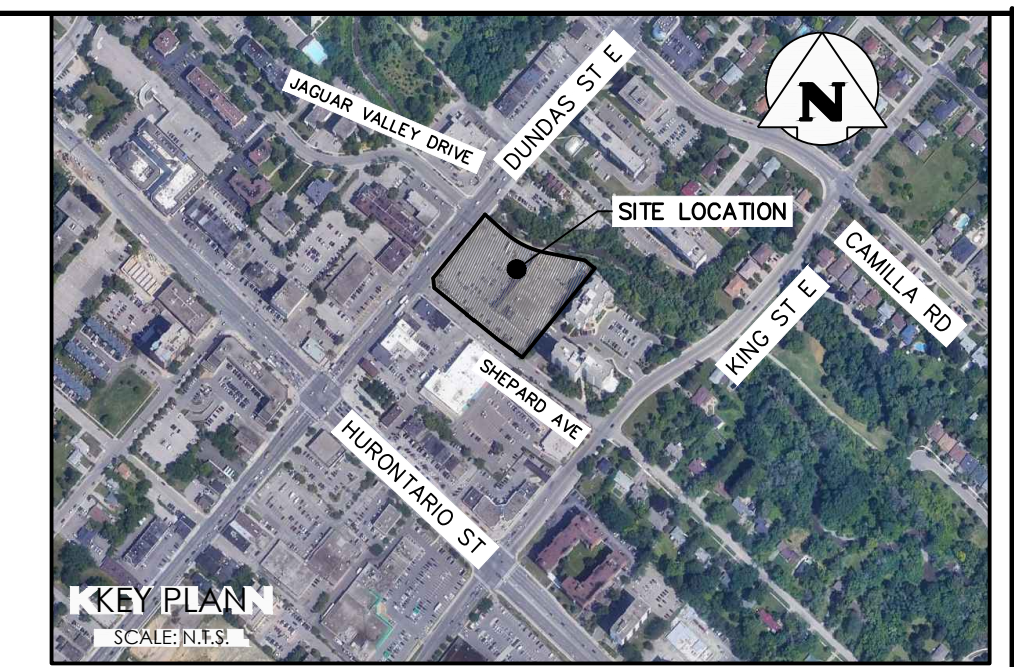 JAGUAR VALLEY DRIVE
DUNDAS ST E
N
SITE LOCATION
CAMILLA RD
KING ST E
SHEPARD AVE
HURONTARIO ST
KEY PLAN
SCALE: N.T.S.